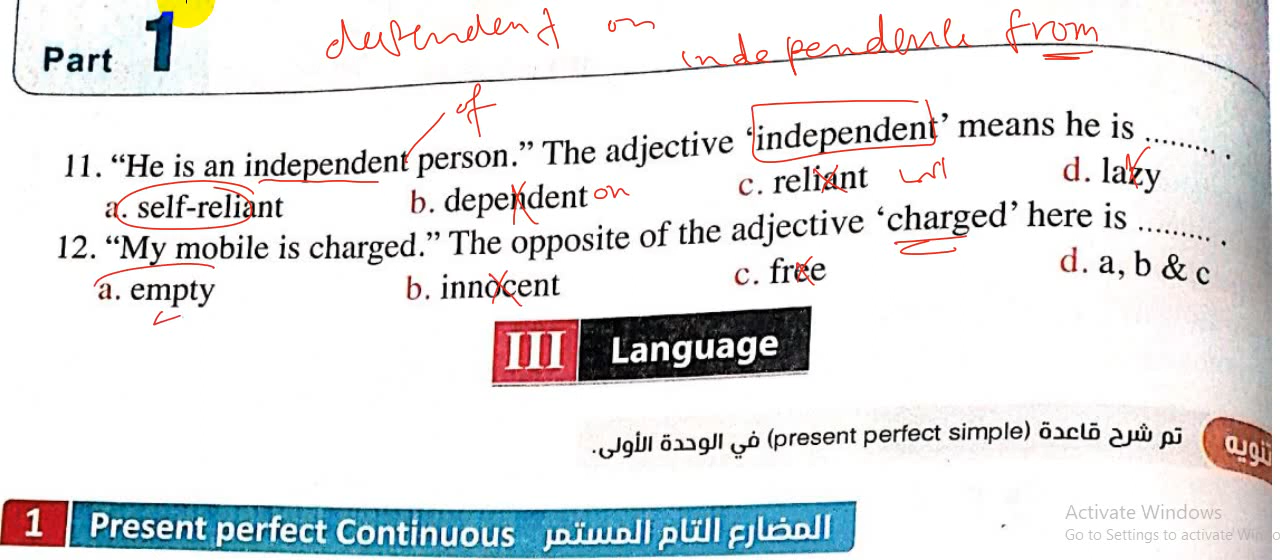 Part 1
dependent on
independence from
of
11. “He is an independent person.” The adjective ‘independent’ means he is ......... .
a. self-reliant b. dependent on c. reliant d. lazy
12. “My mobile is charged.” The opposite of the adjective ‘charged’ here is ......... .
a. empty b. innocent c. free d. a, b & c
III Language
تنويه تم شرح قاعدة (present perfect simple) في الوحدة الأولى.
1 Present perfect Continuous المضارع التام المستمر
Activate Windows
Go to Settings to activate